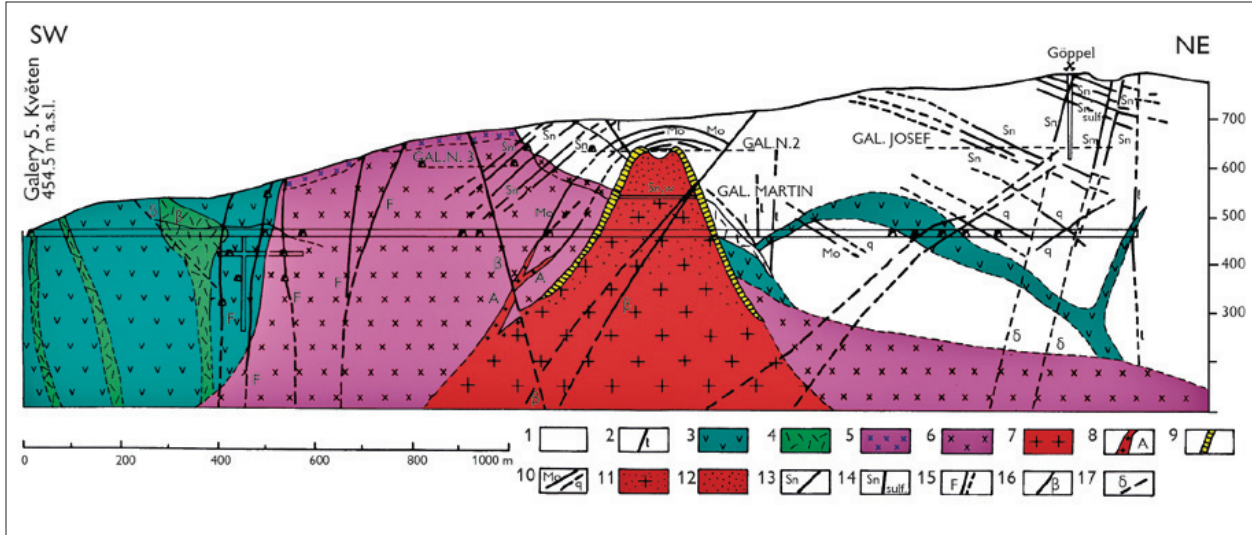 SW
NE
Göppel
Galery 5. Květen
454.5 m a.s.l.
Sn
Sn
sulf.
Sn
Sn
Sn
Sn
Sn
t
Mo
Mo
GAL. JOSEF
700
GAL.N. 3
GAL.N.2
600
Sn
Sn
Sn
GAL. MARTIN
F
Mo
q
500
β
q
Mo
q
q
400
β
A
A
F
F
F
300
δ
δ
F
β
0
200
400
600
800
1000 m
1
2
t
3
4
5
6
7
8
A
9
10
Mo
q
11
12
13
Sn
14
Sn
sulf.
15
F
16
β
17
δ